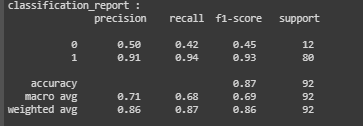 classification_report :
              precision    recall  f1-score   support

           0       0.50      0.42      0.45        12
           1       0.91      0.94      0.93        80

    accuracy                           0.87        92
   macro avg       0.71      0.68      0.69        92
weighted avg       0.86      0.87      0.86        92